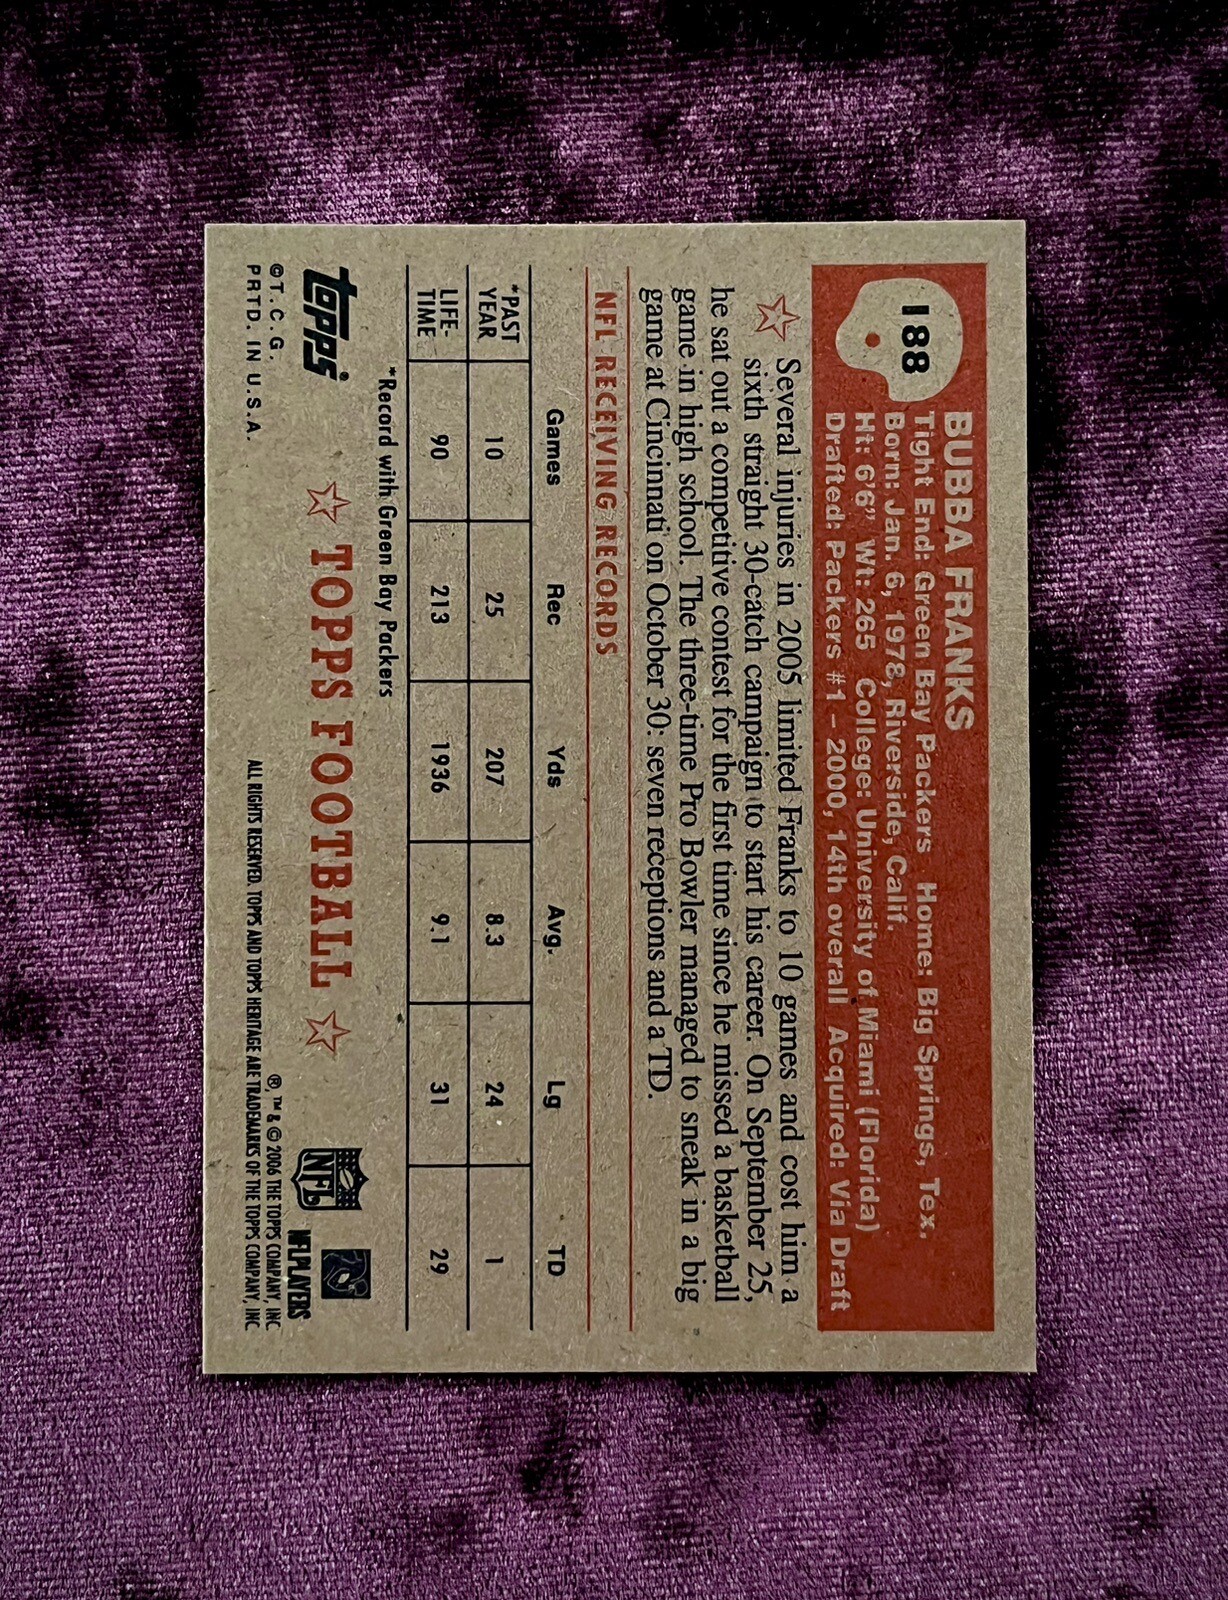 188
BUBBA FRANKS
Tight End: Green Bay Packers Home: Big Springs, Tex.
Born: Jan. 6, 1978, Riverside, Calif.
Ht: 6'6" Wt: 265 College: University of Miami (Florida)
Drafted: Packers #1 – 2000, 14th overall Acquired: Via Draft
Several injuries in 2005 limited Franks to 10 games and cost him a
sixth straight 30-catch campaign to start his career. On September 25,
he sat out a competitive contest for the first time since he missed a basketball
game in high school. The three-time Pro Bowler managed to sneak in a big
game at Cincinnati on October 30: seven receptions and a TD.
NFL RECEIVING RECORDS
Games Rec Yds Avg. Lg TD
*PAST YEAR 10 25 207 8.3 24 1
LIFE-TIME 90 213 1936 9.1 31 29
*Record with Green Bay Packers
Topps
TOPPS FOOTBALL
NFL
NFL PLAYERS
©T.C.G.
PRTD. IN U.S.A.
®, ™ & © 2006 THE TOPPS COMPANY, INC
ALL RIGHTS RESERVED. TOPPS AND TOPPS HERITAGE ARE TRADEMARKS OF THE TOPPS COMPANY, INC